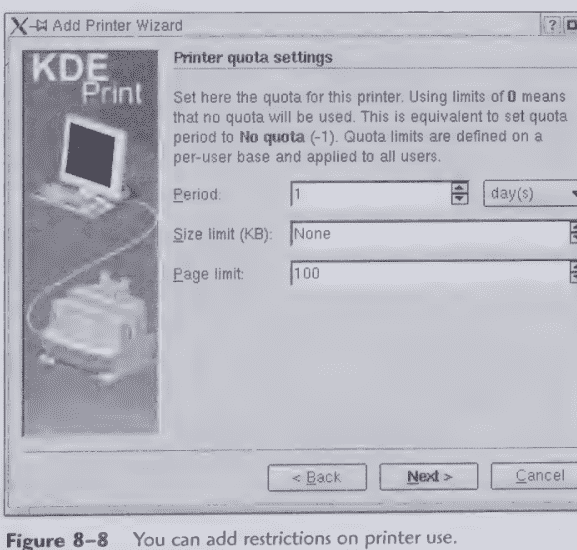 Add Printer Wizard
?
KDE
Print
Printer quota settings
Set here the quota for this printer. Using limits of 0 means
that no quota will be used. This is equivalent to set quota
period to No quota (-1). Quota limits are defined on a
per-user base and applied to all users.
Period: 1 day(s)
Size limit (KB): None
Page limit: 100
< Back Next > Cancel
Figure 8–8 You can add restrictions on printer use.